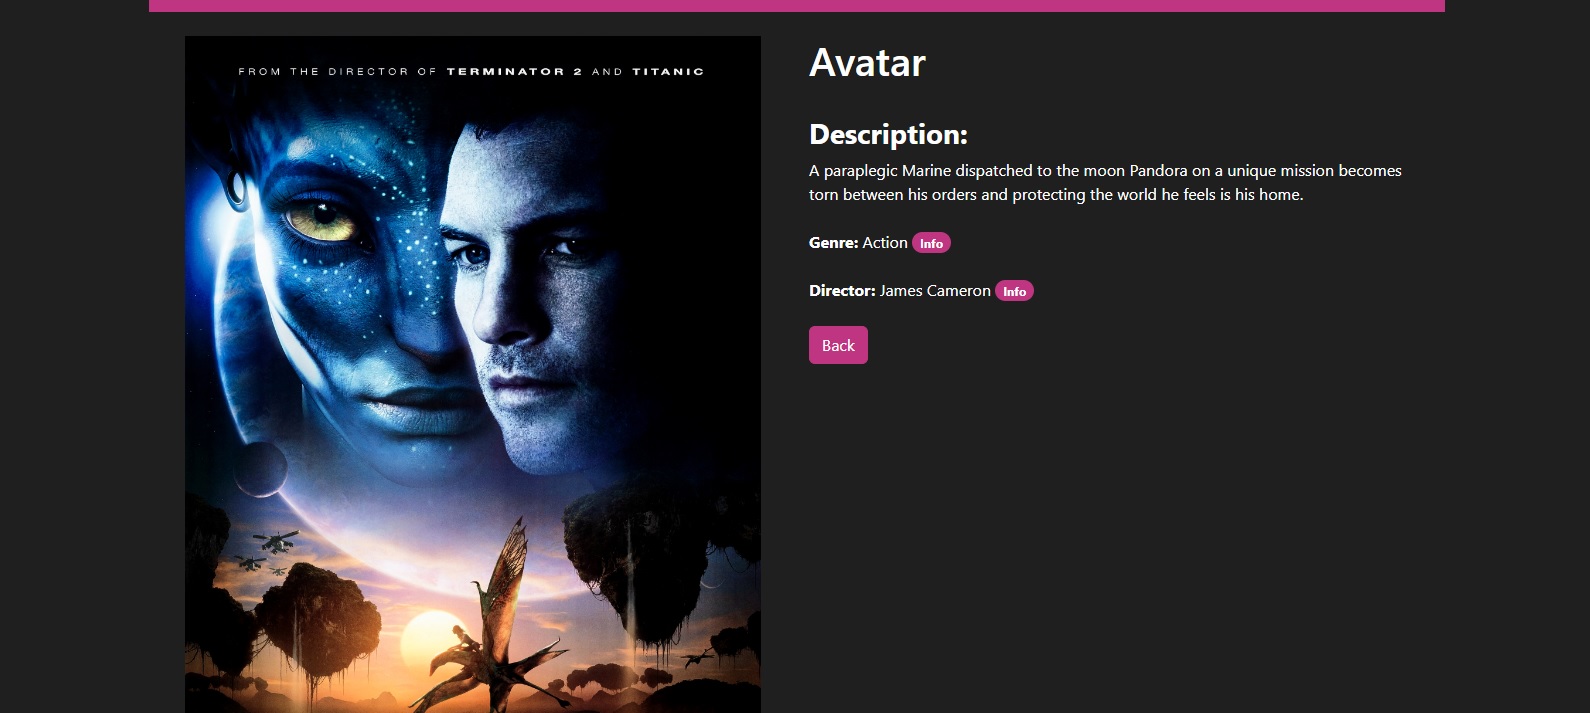 FROM THE DIRECTOR OF TERMINATOR 2 AND TITANIC
Avatar
Description:
A paraplegic Marine dispatched to the moon Pandora on a unique mission becomes
torn between his orders and protecting the world he feels is his home.
Genre: Action Info
Director: James Cameron Info
Back